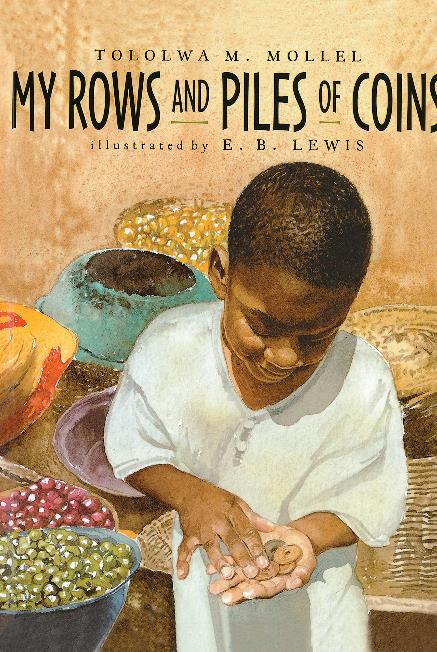 TOLOLWA M. MOLLEL
MY ROWS AND PILES OF COINS
illustrated by E. B. LEWIS